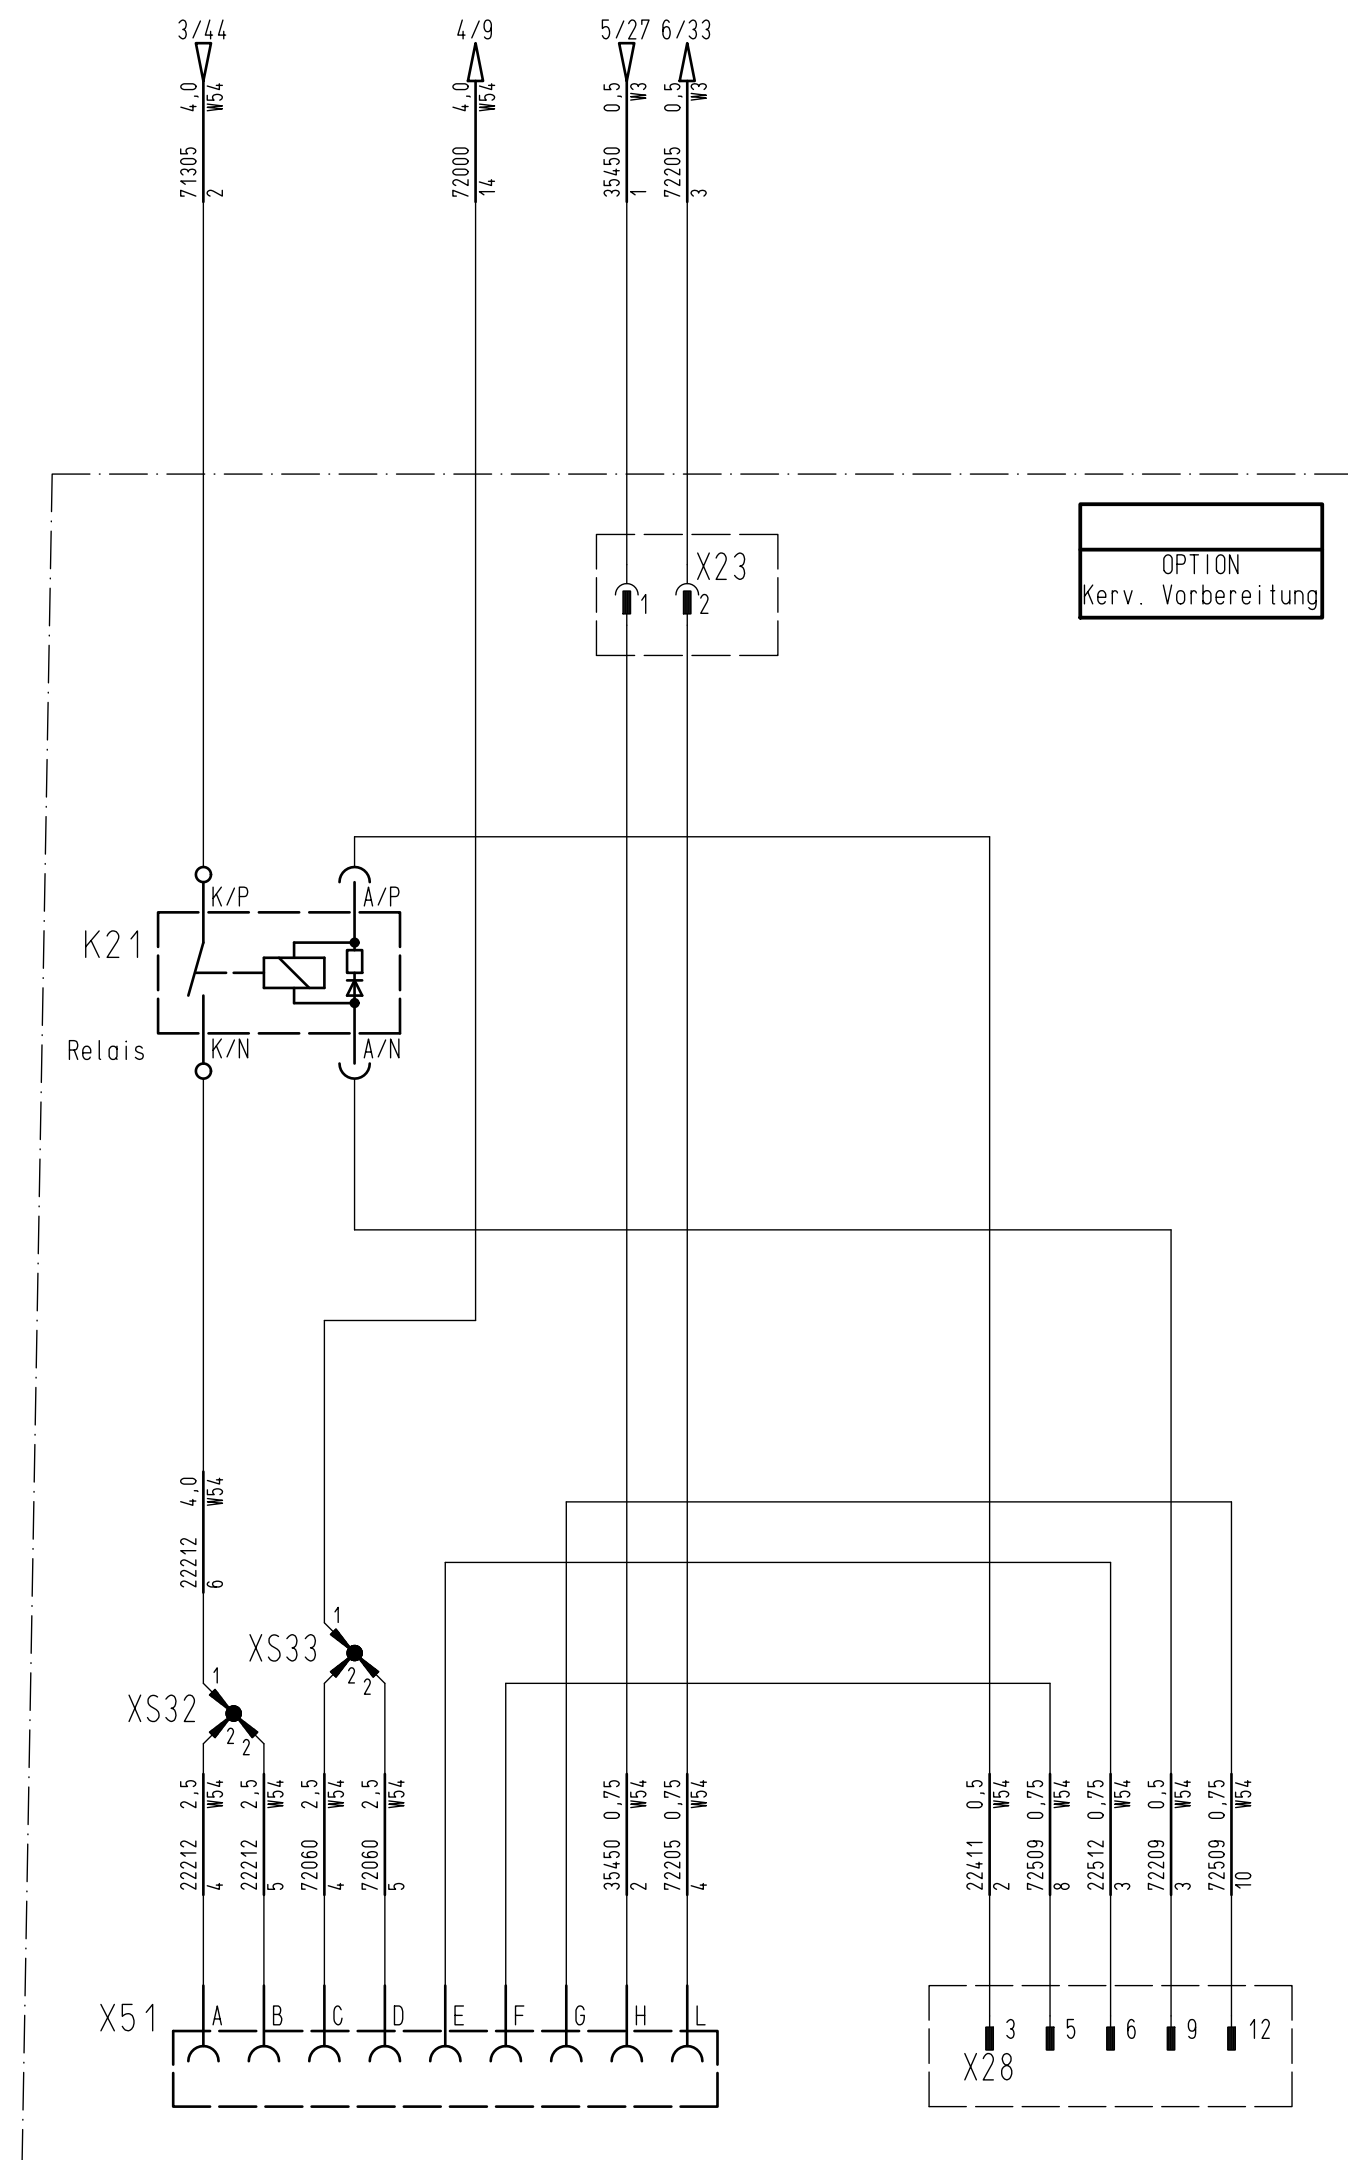 3/44
4/9
5/27
6/33
4,0
W54
71305
2
4,0
W54
72000
14
0,5
W3
35450
1
0,5
W3
72205
3
OPTION
Kerv. Vorbereitung
X23
1
2
K/P
A/P
K21
Relais
K/N
A/N
4,0
W54
22212
6
XS33
1
2
2
XS32
1
2
2
2,5
W54
22212
4
2,5
W54
22212
5
2,5
W54
72060
4
2,5
W54
72060
5
0,75
W54
35450
2
0,75
W54
72205
4
0,5
W54
22411
2
0,75
W54
72509
8
0,75
W54
22512
3
0,5
W54
72209
3
0,75
W54
72509
10
X51
A
B
C
D
E
F
G
H
L
3
5
6
9
12
X28